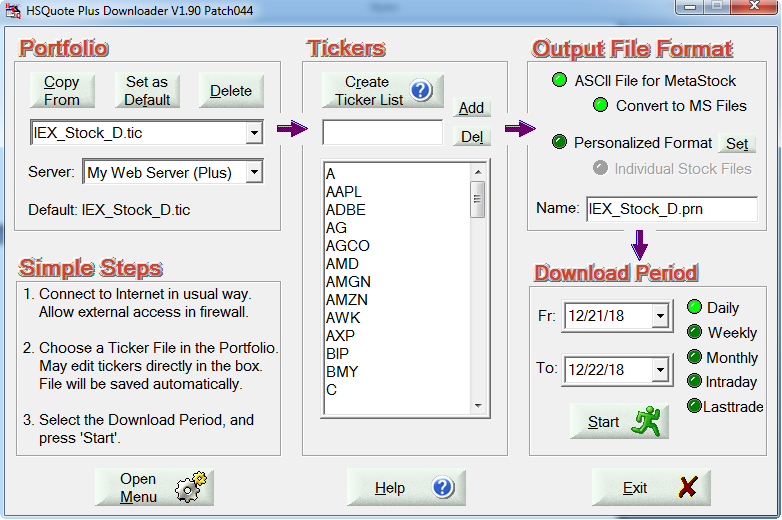 HSQuote Plus Downloader V1.90 Patch044
Portfolio
Copy From
Set as Default
Delete
IEX_Stock_D.tic
Server:
My Web Server (Plus)
Default: IEX_Stock_D.tic
Simple Steps
1. Connect to Internet in usual way.
Allow external access in firewall.
2. Choose a Ticker File in the Portfolio.
May edit tickers directly in the box.
File will be saved automatically.
3. Select the Download Period, and
press 'Start'.
Open Menu
Tickers
Create Ticker List
Add
Del
A
AAPL
ADBE
AG
AGCO
AMD
AMGN
AMZN
AWK
AXP
BIP
BMY
C
Help
Output File Format
ASCII File for MetaStock
Convert to MS Files
Personalized Format
Set
Individual Stock Files
Name:
IEX_Stock_D.prn
Download Period
Fr:
12/21/18
To:
12/22/18
Daily
Weekly
Monthly
Intraday
Lasttrade
Start
Exit